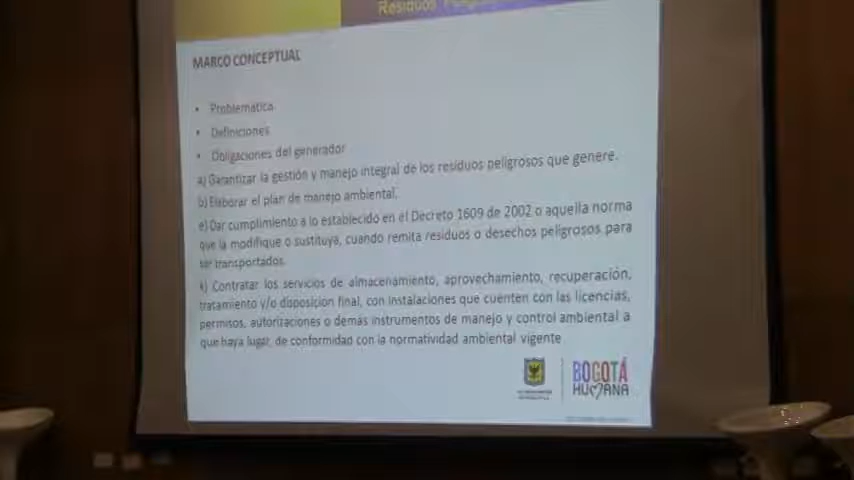 Residuos
MARCO CONCEPTUAL
• Problemática
• Definiciones
• Obligaciones del generador
a) Garantizar la gestión y manejo integral de los residuos peligrosos que genere.
b) Elaborar el plan de manejo ambiental.
e) Dar cumplimiento a lo establecido en el Decreto 1609 de 2002 o aquella norma
que la modifique o sustituya, cuando remita residuos o desechos peligrosos para
ser transportados.
k) Contratar los servicios de almacenamiento, aprovechamiento, recuperación,
tratamiento y/o disposición final, con instalaciones que cuenten con las licencias,
permisos, autorizaciones o demás instrumentos de manejo y control ambiental a
que haya lugar, de conformidad con la normatividad ambiental vigente
BOGOTÁ
HUMANA